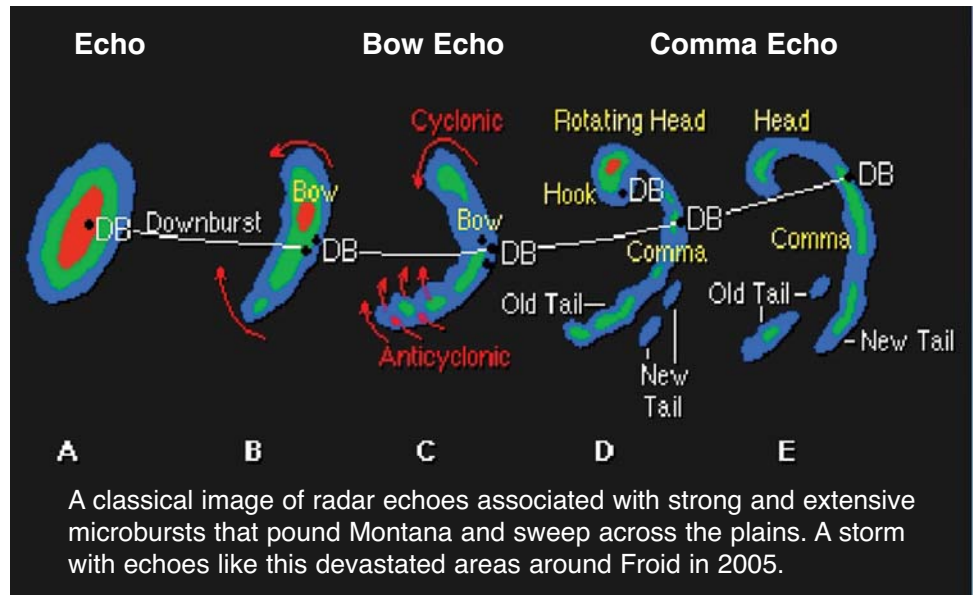 Echo
Bow Echo
Comma Echo
Cyclonic
Rotating Head
Head
Bow
Hook
DB
DB
DB
Downburst
Bow
DB
DB
DB
Comma
Comma
Old Tail
Old Tail
Anticyclonic
New
Tail
New Tail
A
B
C
D
E
A classical image of radar echoes associated with strong and extensive
microbursts that pound Montana and sweep across the plains. A storm
with echoes like this devastated areas around Froid in 2005.